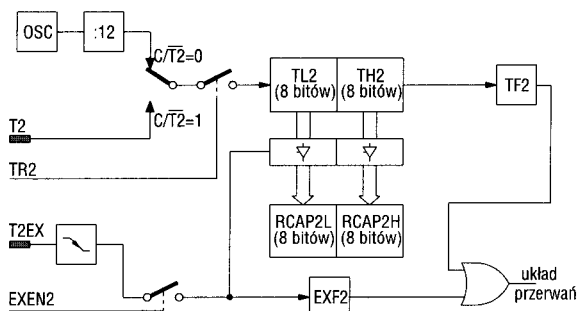 OSC
:12
C/T2=0
C/T2=1
T2
TR2
TL2
(8 bitów)
TH2
(8 bitów)
TF2
RCAP2L
(8 bitów)
RCAP2H
(8 bitów)
T2EX
EXEN2
EXF2
układ
przerwań